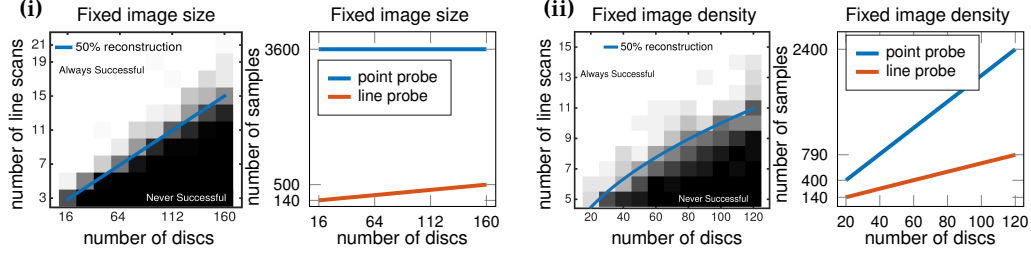 (i)
Fixed image size
number of line scans
21
19
15
11
7
3
50% reconstruction
Always Successful
Never Successful
16
64
112
160
number of discs
Fixed image size
number of samples
3600
500
140
point probe
line probe
16
64
112
160
number of discs
(ii)
Fixed image density
number of line scans
15
13
11
9
7
5
50% reconstruction
Always Successful
Never Successful
20
40
60
80
100
120
number of discs
Fixed image density
number of samples
2400
790
400
140
point probe
line probe
20
40
60
80
100
120
number of discs